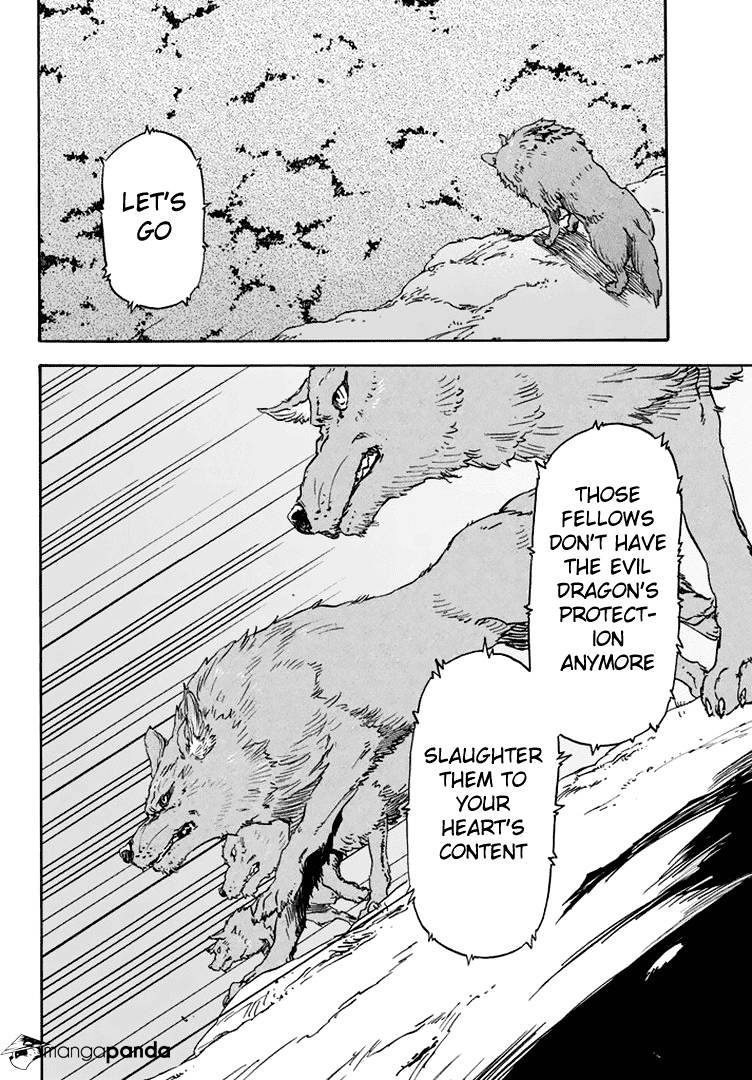 LET'S
GO
THOSE
FELLOWS
DON'T HAVE
THE EVIL
DRAGON'S
PROTECT-
ION
ANYMORE
SLAUGHTER
THEM TO
YOUR
HEART'S
CONTENT
mangapanda